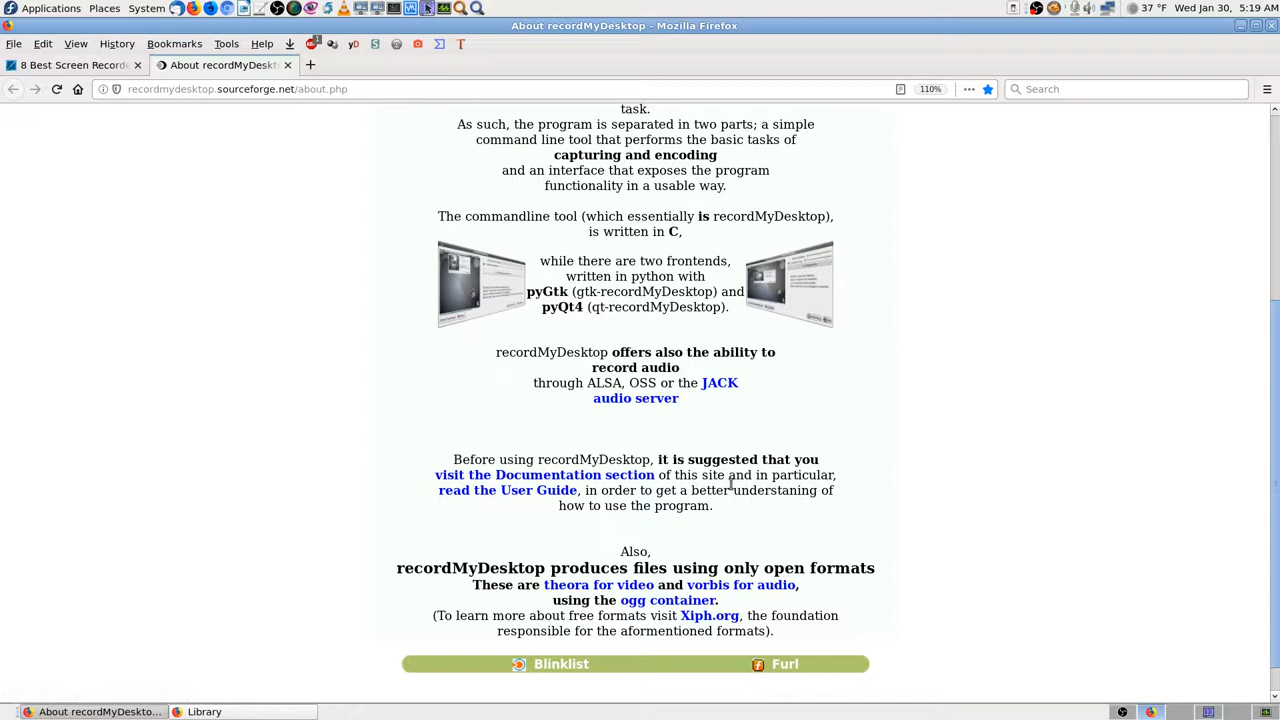 Applications Places System 37 °F Wed Jan 30, 5:19 AM
About recordMyDesktop - Mozilla Firefox
File Edit View History Bookmarks Tools Help
8 Best Screen Recorde About recordMyDeskt
recordmydesktop.sourceforge.net/about.php 110% Search
task.
As such, the program is separated in two parts; a simple
command line tool that performs the basic tasks of
capturing and encoding
and an interface that exposes the program
functionality in a usable way.
The commandline tool (which essentially is recordMyDesktop),
is written in C,
while there are two frontends,
written in python with
pyGtk (gtk-recordMyDesktop) and
pyQt4 (qt-recordMyDesktop).
recordMyDesktop offers also the ability to
record audio
through ALSA, OSS or the JACK
audio server
Before using recordMyDesktop, it is suggested that you
visit the Documentation section of this site and in particular,
read the User Guide, in order to get a better understaning of
how to use the program.
Also,
recordMyDesktop produces files using only open formats
These are theora for video and vorbis for audio,
using the ogg container.
(To learn more about free formats visit Xiph.org, the foundation
responsible for the aformentioned formats).
Blinklist Furl
About recordMyDeskto... Library